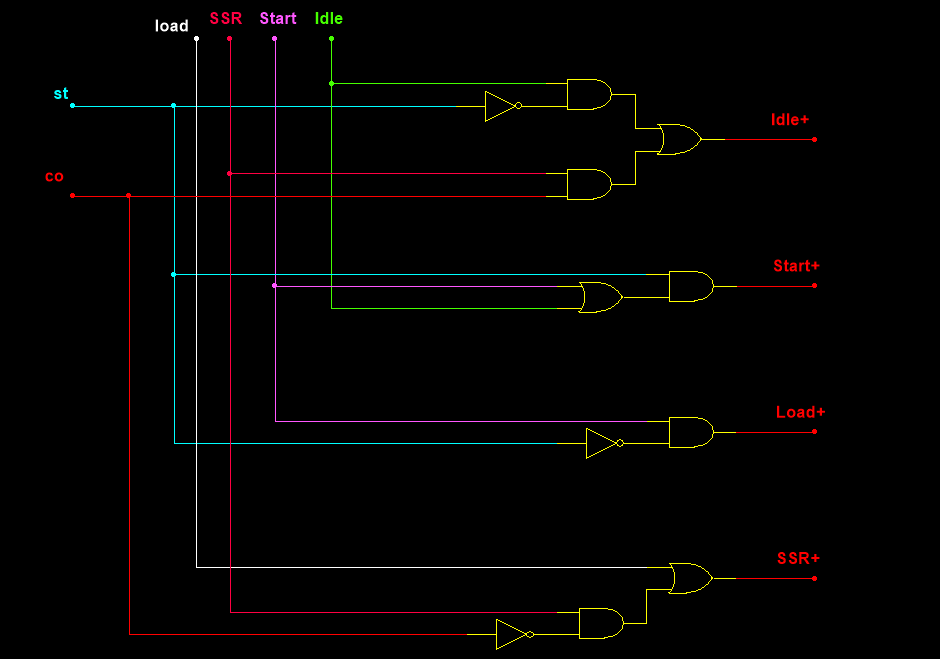 load SSR Start Idle
st
Idle+
co
Start+
Load+
SSR+